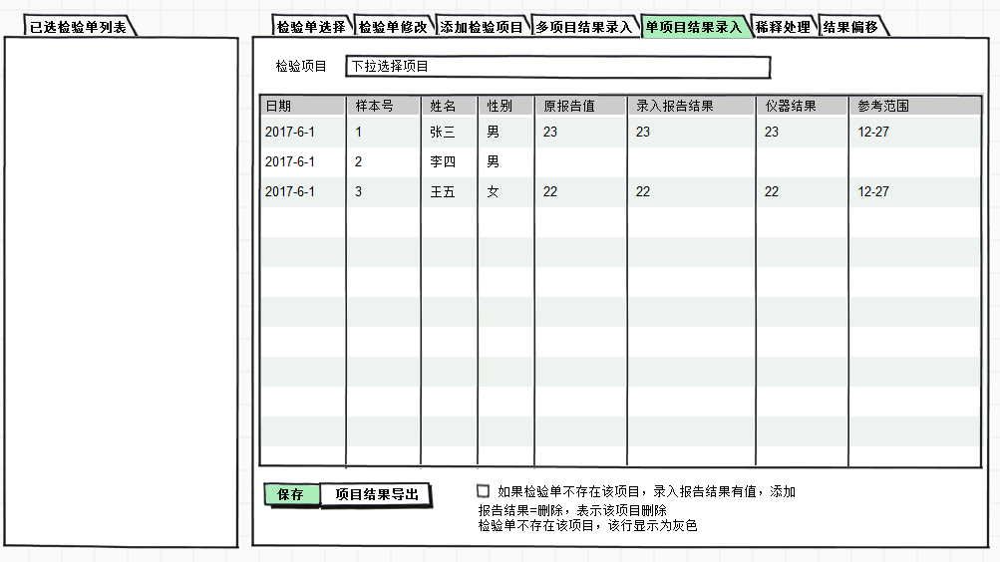 已选检验单列表
检验单选择 检验单修改 添加检验项目 多项目结果录入 单项目结果录入 稀释处理 结果偏移
检验项目 下拉选择项目
日期 样本号 姓名 性别 原报告值 录入报告结果 仪器结果 参考范围
2017-6-1 1 张三 男 23 23 23 12-27
2017-6-1 2 李四 男
2017-6-1 3 王五 女 22 22 22 12-27
保存 项目结果导出 如果检验单不存在该项目，录入报告结果有值，添加
报告结果=删除，表示该项目删除
检验单不存在该项目，该行显示为灰色